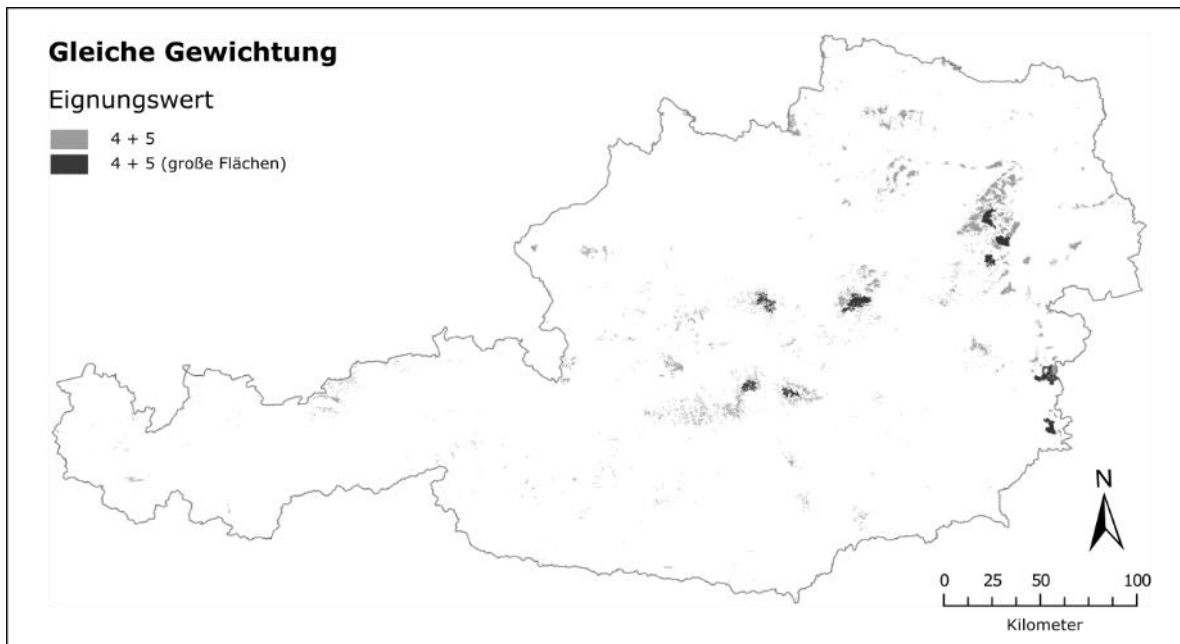 Gleiche Gewichtung
Eignungswert
4 + 5
4 + 5 (große Flächen)
N
0 25 50 100
Kilometer